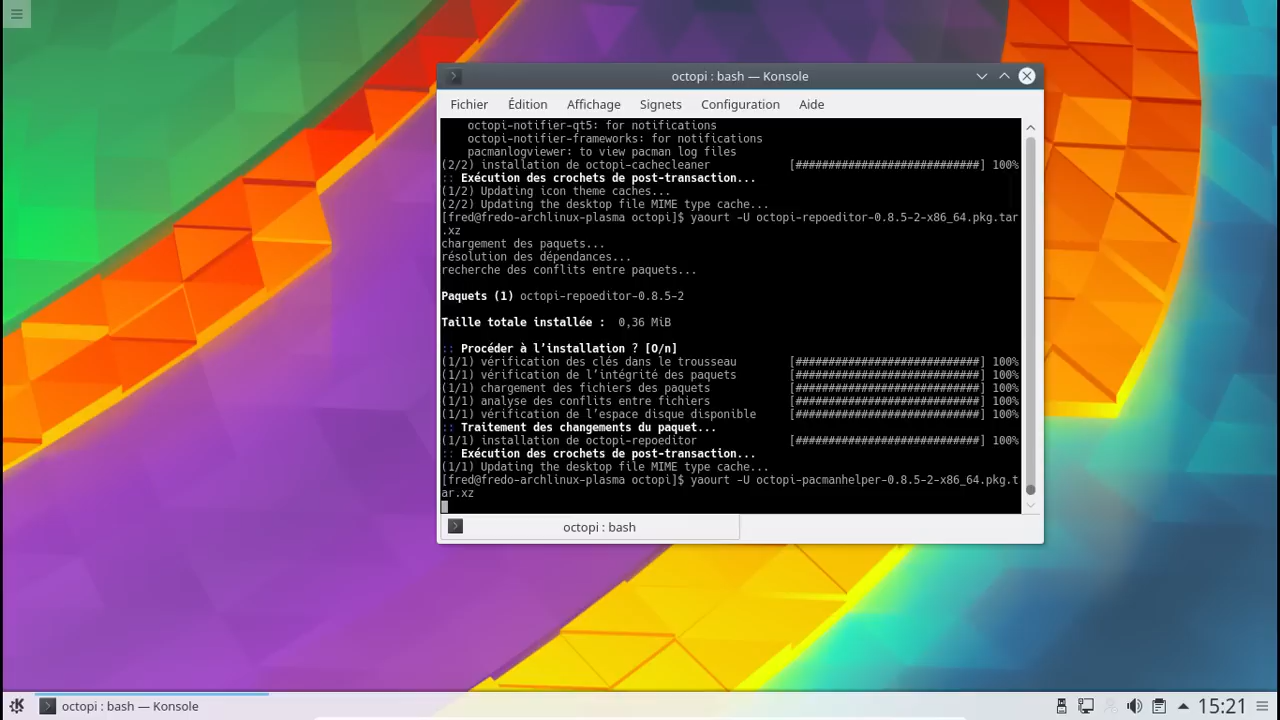 octopi : bash — Konsole
Fichier Édition Affichage Signets Configuration Aide
octopi-notifier-qt5: for notifications
octopi-notifier-frameworks: for notifications
pacmanlogviewer: to view pacman log files
(2/2) installation de octopi-cachecleaner [############################] 100%
:: Exécution des crochets de post-transaction...
(1/2) Updating icon theme caches...
(2/2) Updating the desktop file MIME type cache...
[fred@fredo-archlinux-plasma octopi]$ yaourt -U octopi-repoeditor-0.8.5-2-x86_64.pkg.tar
.xz
chargement des paquets...
résolution des dépendances...
recherche des conflits entre paquets...
Paquets (1) octopi-repoeditor-0.8.5-2
Taille totale installée : 0,36 MiB
:: Procéder à l’installation ? [O/n]
(1/1) vérification des clés dans le trousseau [############################] 100%
(1/1) vérification de l’intégrité des paquets [############################] 100%
(1/1) chargement des fichiers des paquets [############################] 100%
(1/1) analyse des conflits entre fichiers [############################] 100%
(1/1) vérification de l’espace disque disponible [############################] 100%
:: Traitement des changements du paquet...
(1/1) installation de octopi-repoeditor [############################] 100%
:: Exécution des crochets de post-transaction...
(1/1) Updating the desktop file MIME type cache...
[fred@fredo-archlinux-plasma octopi]$ yaourt -U octopi-pacmanhelper-0.8.5-2-x86_64.pkg.t
ar.xz
octopi : bash
octopi : bash — Konsole
15:21